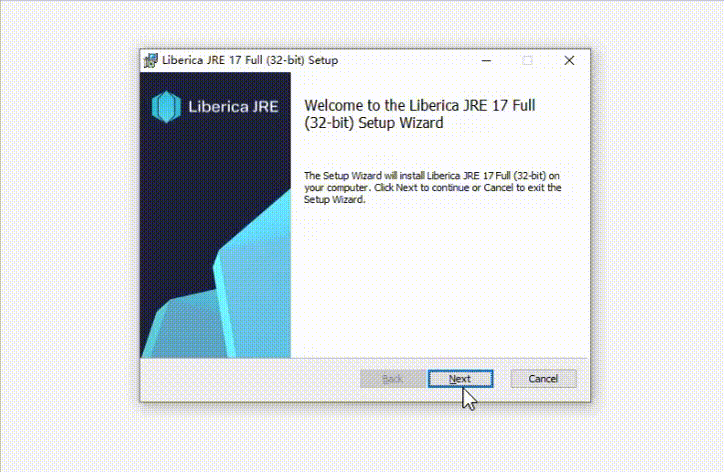 Liberica JRE 17 Full (32-bit) Setup
Liberica JRE
Welcome to the Liberica JRE 17 Full
(32-bit) Setup Wizard
The Setup Wizard will install Liberica JRE 17 Full (32-bit) on
your computer. Click Next to continue or Cancel to exit the
Setup Wizard.
Back Next Cancel